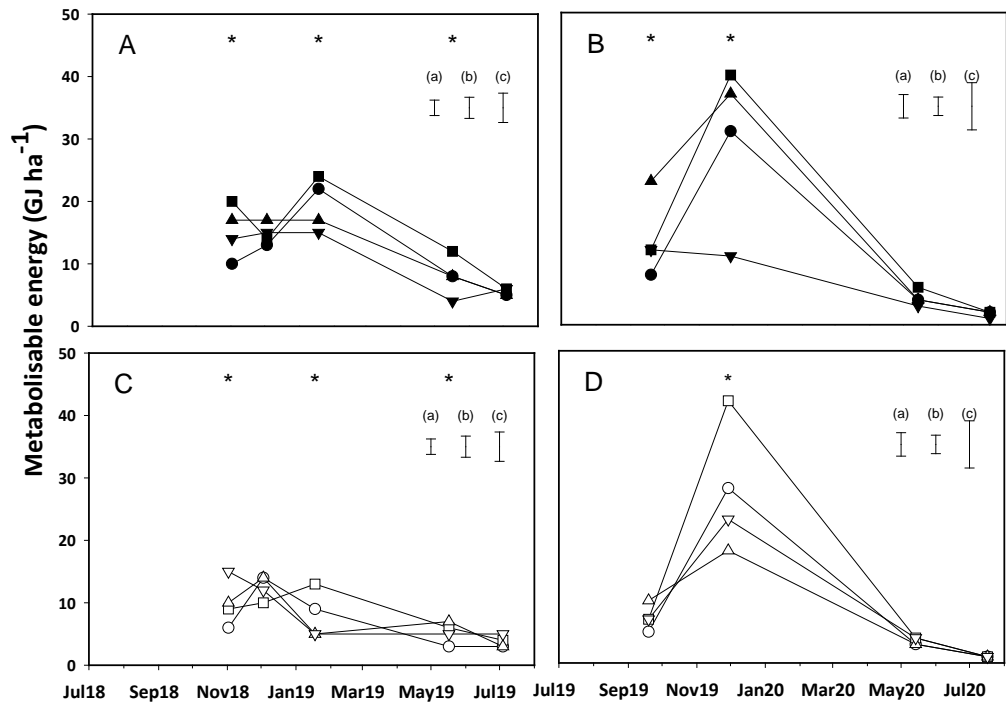 Metabolisable energy (GJ ha⁻¹)
50
40
30
20
10
0
A
* * *
(a) (b) (c)
B
* *
(a) (b) (c)
50
40
30
20
10
0
C
* * *
(a) (b) (c)
D
*
(a) (b) (c)
Jul18 Sep18 Nov18 Jan19 Mar19 May19 Jul19
Jul19 Sep19 Nov19 Jan20 Mar20 May20 Jul20